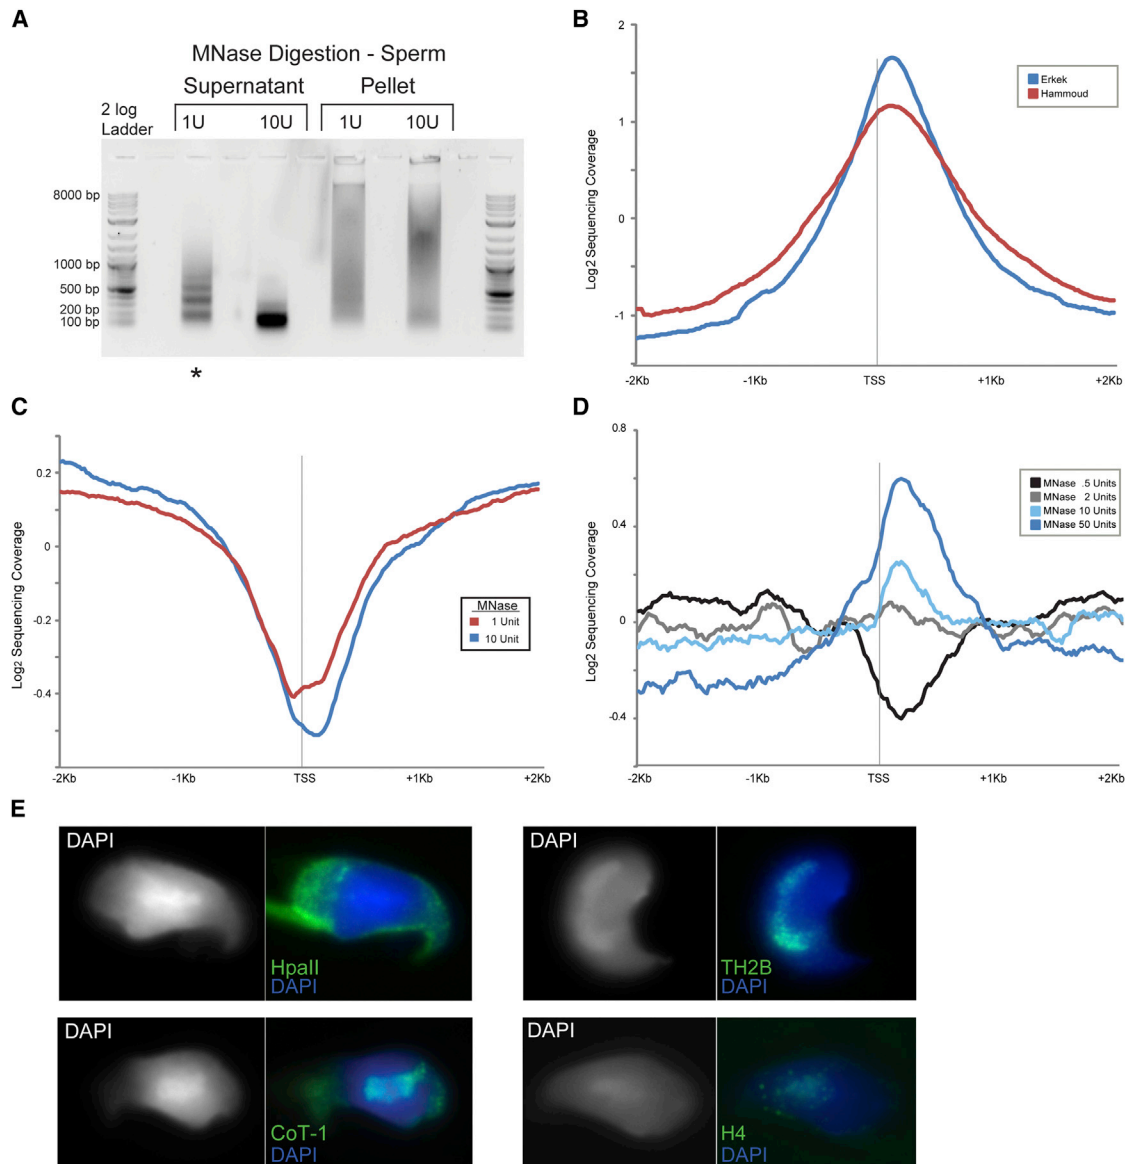 A
MNase Digestion - Sperm
Supernatant Pellet
2 log
Ladder
1U 10U 1U 10U
8000 bp
1000 bp
500 bp
200 bp
100 bp
*
B
2
1
0
-1
Log2 Sequencing Coverage
-2Kb -1Kb TSS +1Kb +2Kb
Erkek
Hammoud
C
0.2
0
-0.2
-0.4
Log2 Sequencing Coverage
-2Kb -1Kb TSS +1Kb +2Kb
MNase
1 Unit
10 Unit
D
0.8
0.4
0
-0.4
Log2 Sequencing Coverage
-2Kb -1Kb TSS +1Kb +2Kb
MNase .5 Units
MNase 2 Units
MNase 10 Units
MNase 50 Units
E
DAPI
HpaII
DAPI
DAPI
TH2B
DAPI
DAPI
CoT-1
DAPI
DAPI
H4
DAPI